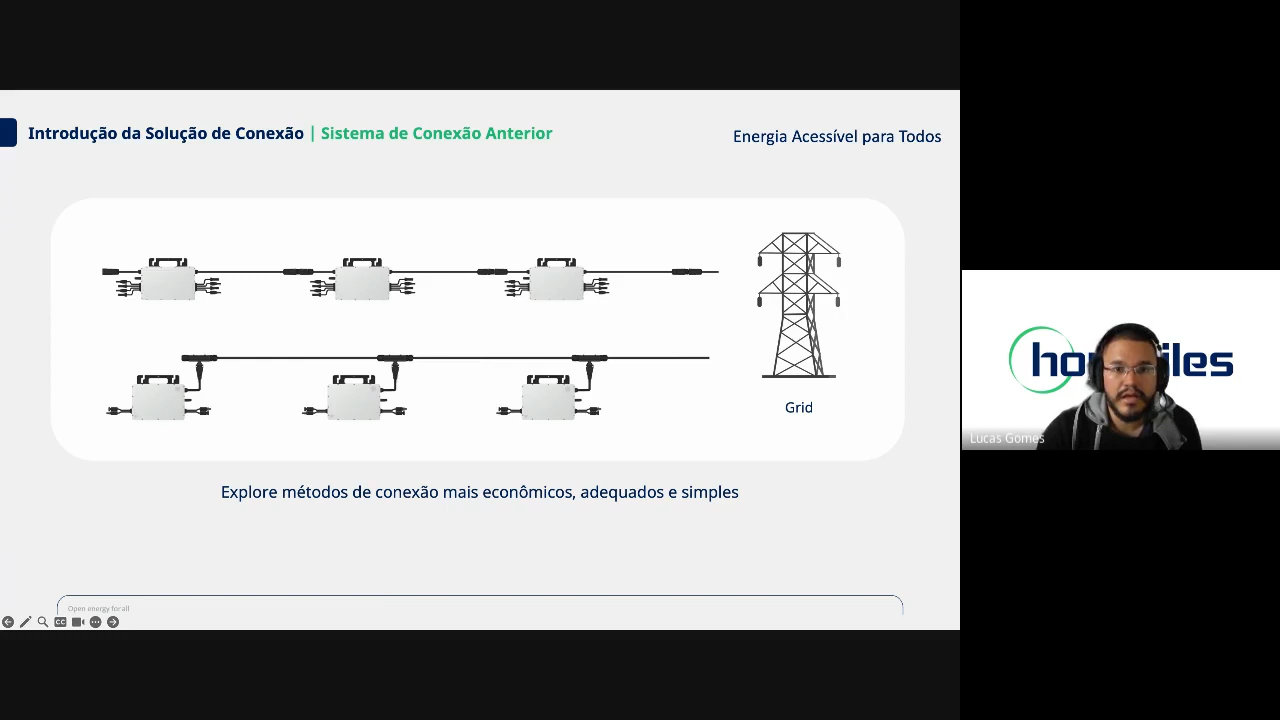 Introdução da Solução de Conexão | Sistema de Conexão Anterior
Energia Acessível para Todos
Grid
Explore métodos de conexão mais econômicos, adequados e simples
Open energy for all
CC
Lucas Gomes